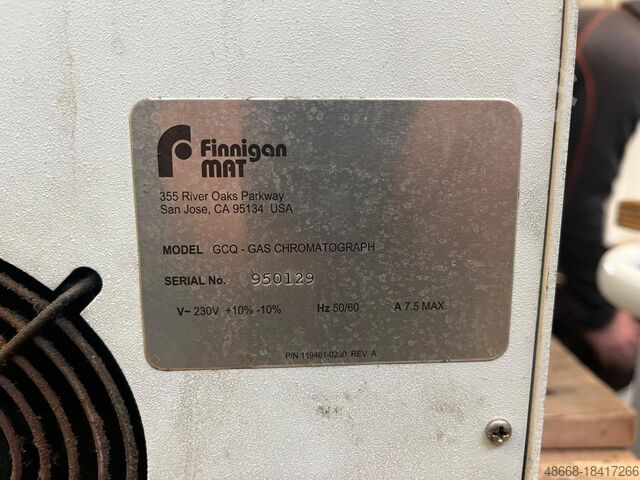 Finnigan
MAT
355 River Oaks Parkway
San Jose, CA 95134 USA
MODEL GCQ - GAS CHROMATOGRAPH
SERIAL No. 950129
V~ 230V +10% -10% Hz 50/60 A 7.5 MAX.
P/N 119461-0230 REV A
48668-18417266